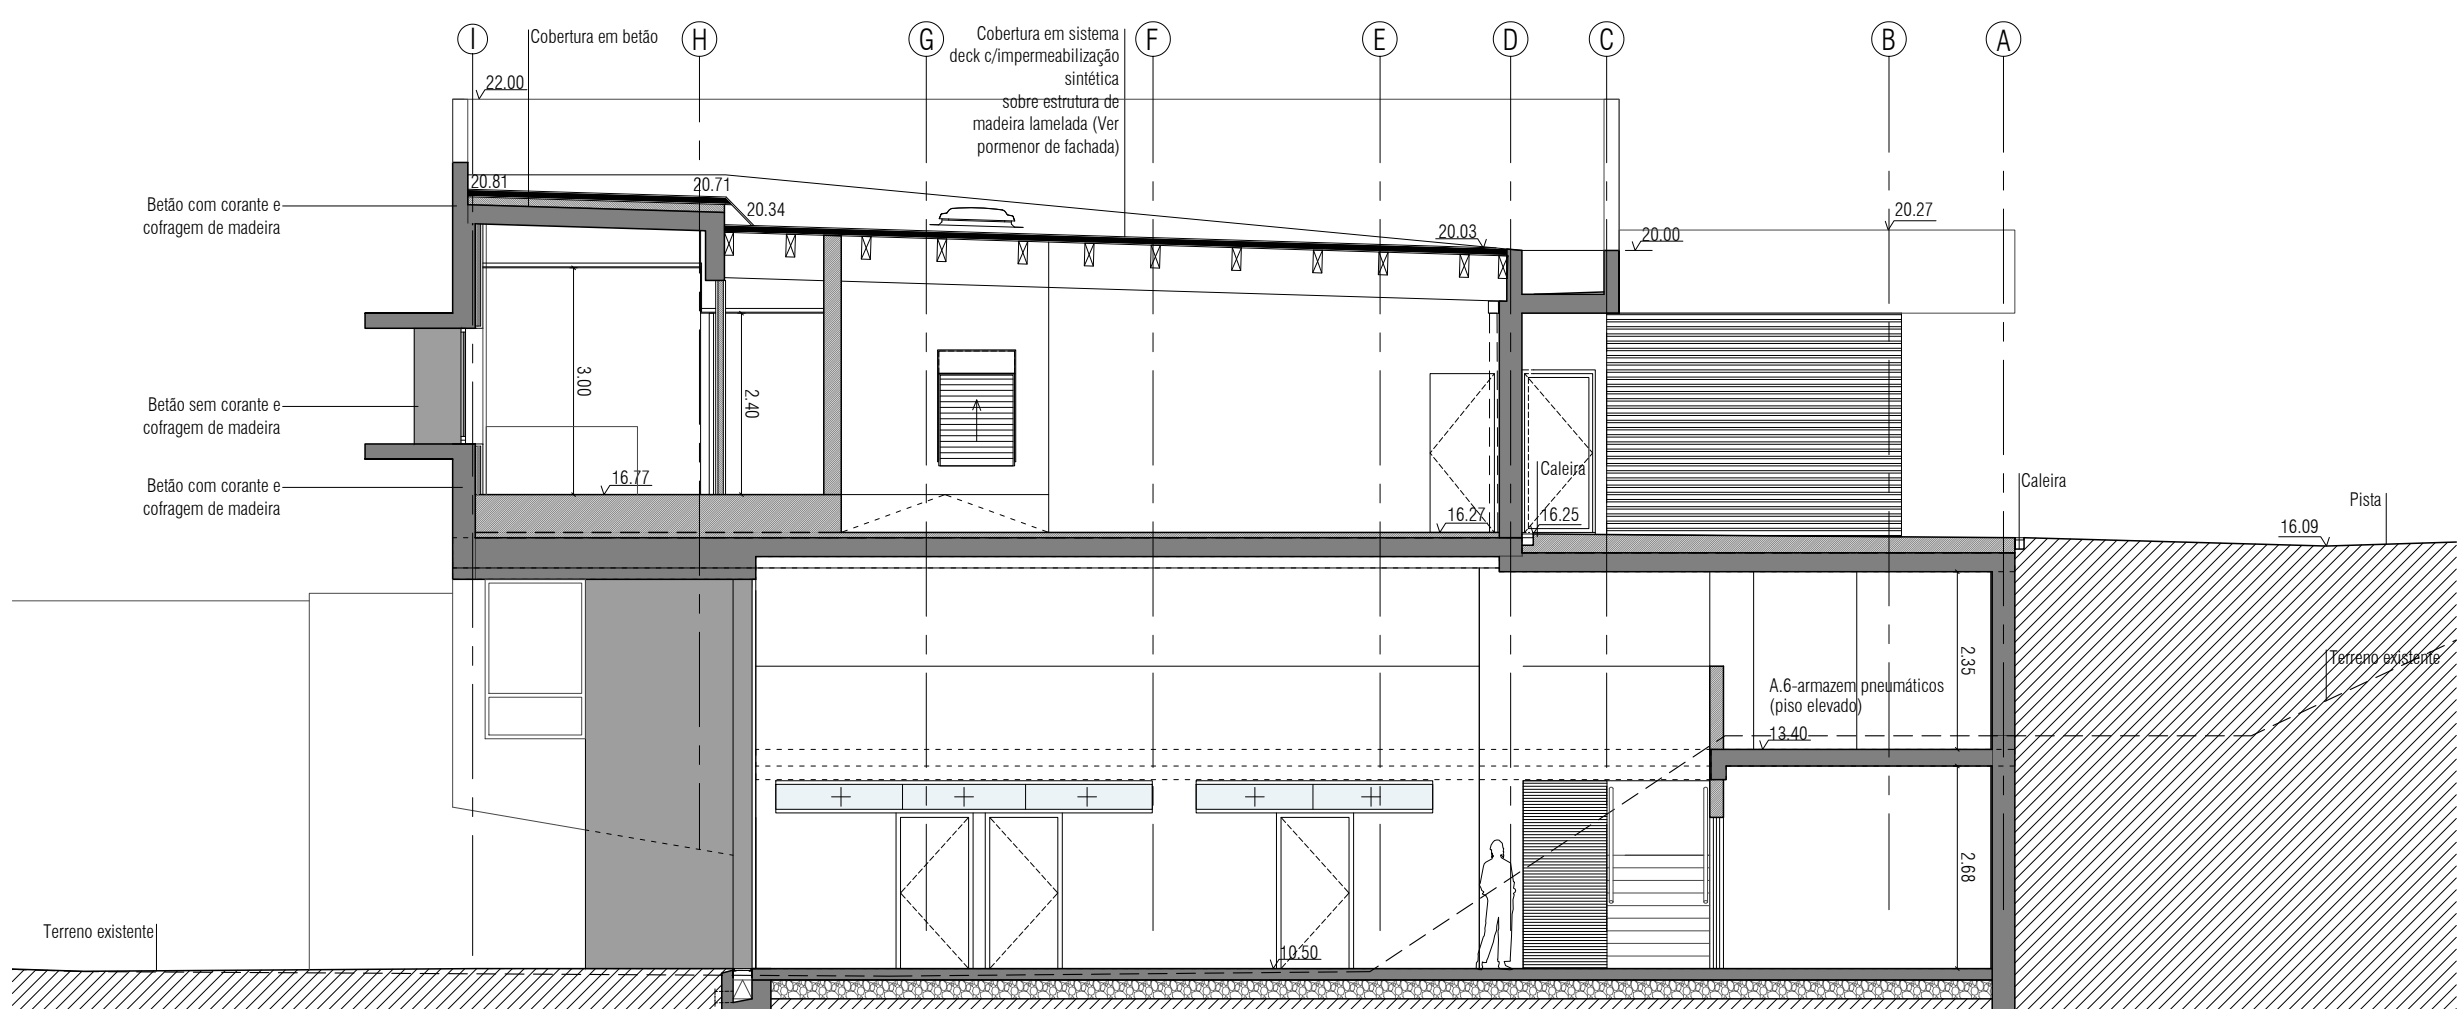 I
Cobertura em betão
H
G
Cobertura em sistema
deck c/impermeabilização
sintética
sobre estrutura de
madeira lamelada (Ver
pormenor de fachada)
F
E
D
C
B
A
22.00
20.81
20.71
20.34
20.03
20.00
20.27
Betão com corante e
cofragem de madeira
3.00
2.40
Betão sem corante e
cofragem de madeira
16.77
Betão com corante e
cofragem de madeira
16.27
Caleira
16.25
Caleira
Pista
16.09
2.35
Terreno existente
A.6-armazem pneumáticos
(piso elevado)
13.40
2.68
Terreno existente
10.50